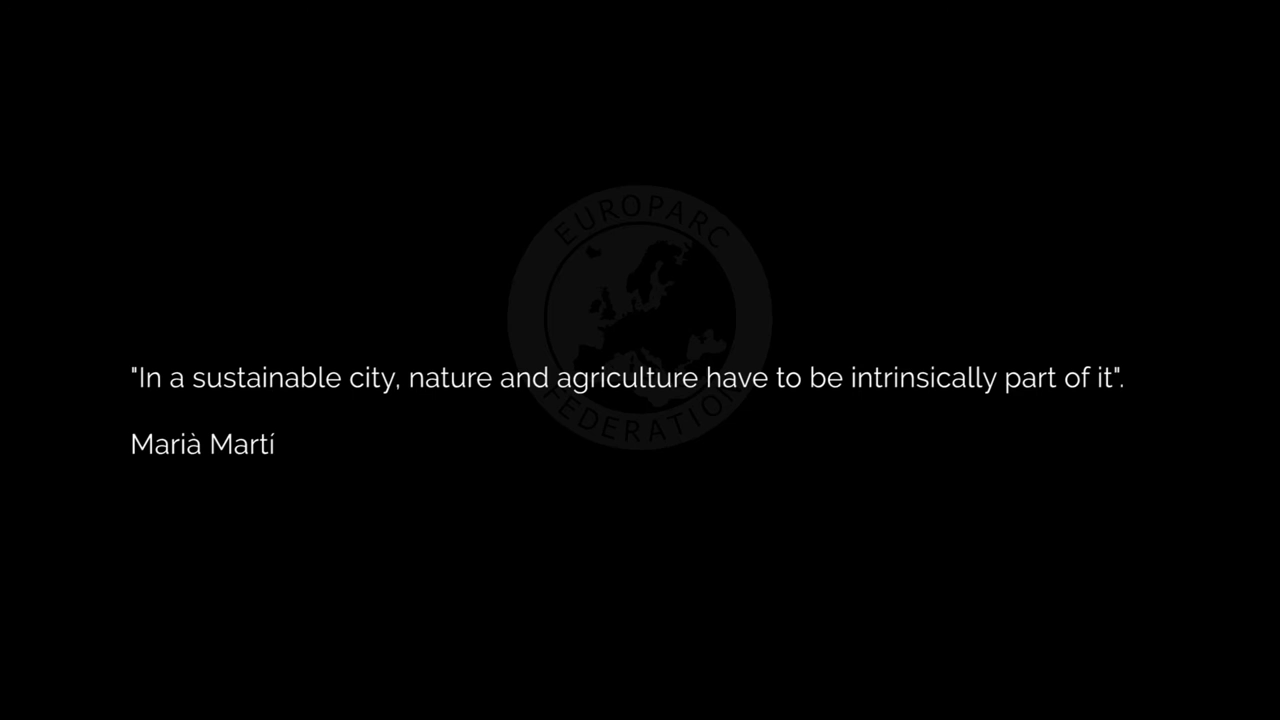 EUROPARC
"In a sustainable city, nature and agriculture have to be intrinsically part of it".
FEDERATION
Marià Martí